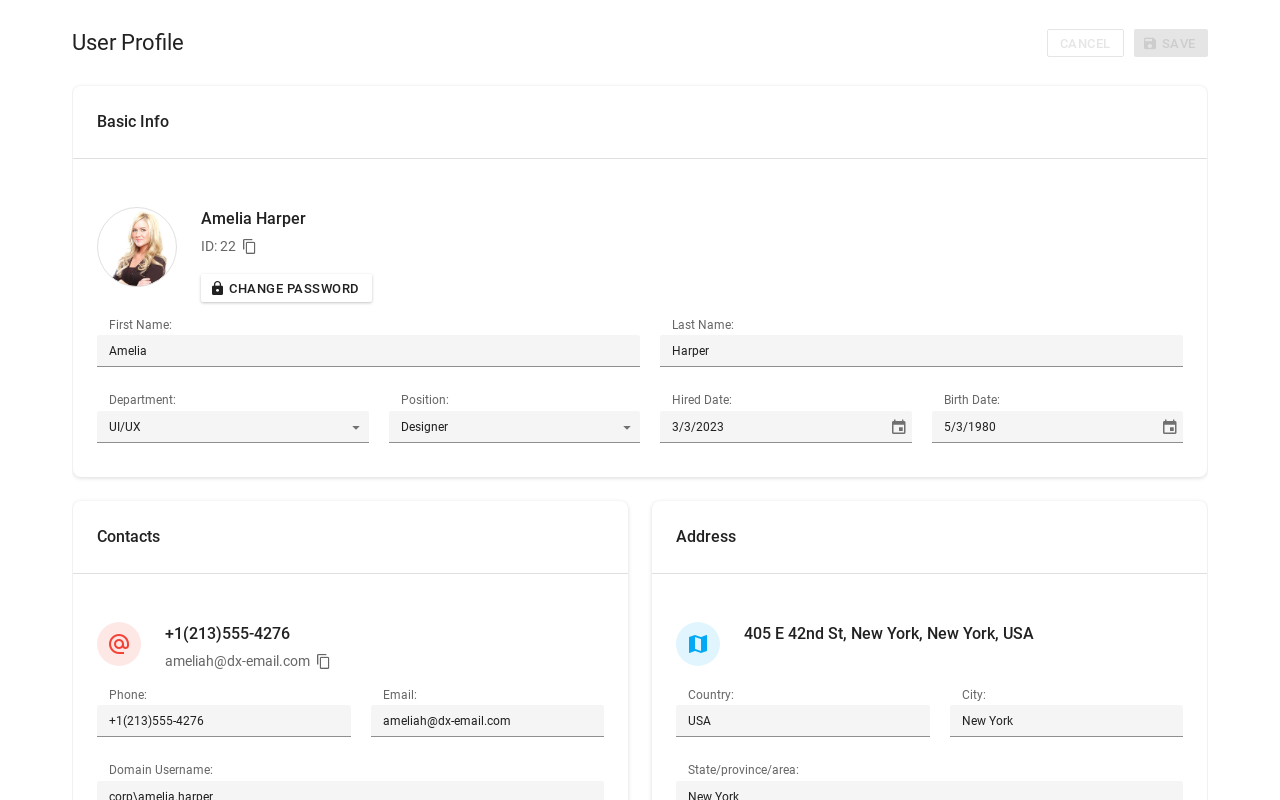 User Profile
CANCEL
SAVE
Basic Info
Amelia Harper
ID: 22
CHANGE PASSWORD
First Name:
Last Name:
Amelia
Harper
Department:
Position:
Hired Date:
Birth Date:
UI/UX
Designer
3/3/2023
5/3/1980
Contacts
Address
+1(213)555-4276
ameliah@dx-email.com
405 E 42nd St, New York, New York, USA
Phone:
Email:
Country:
City:
+1(213)555-4276
ameliah@dx-email.com
USA
New York
Domain Username:
State/province/area:
corp\amelia.harper
New York